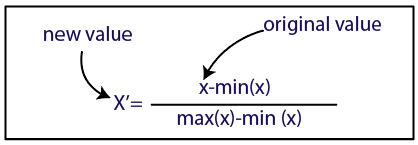 new value
original value
X’= x-min(x)
max(x)-min (x)